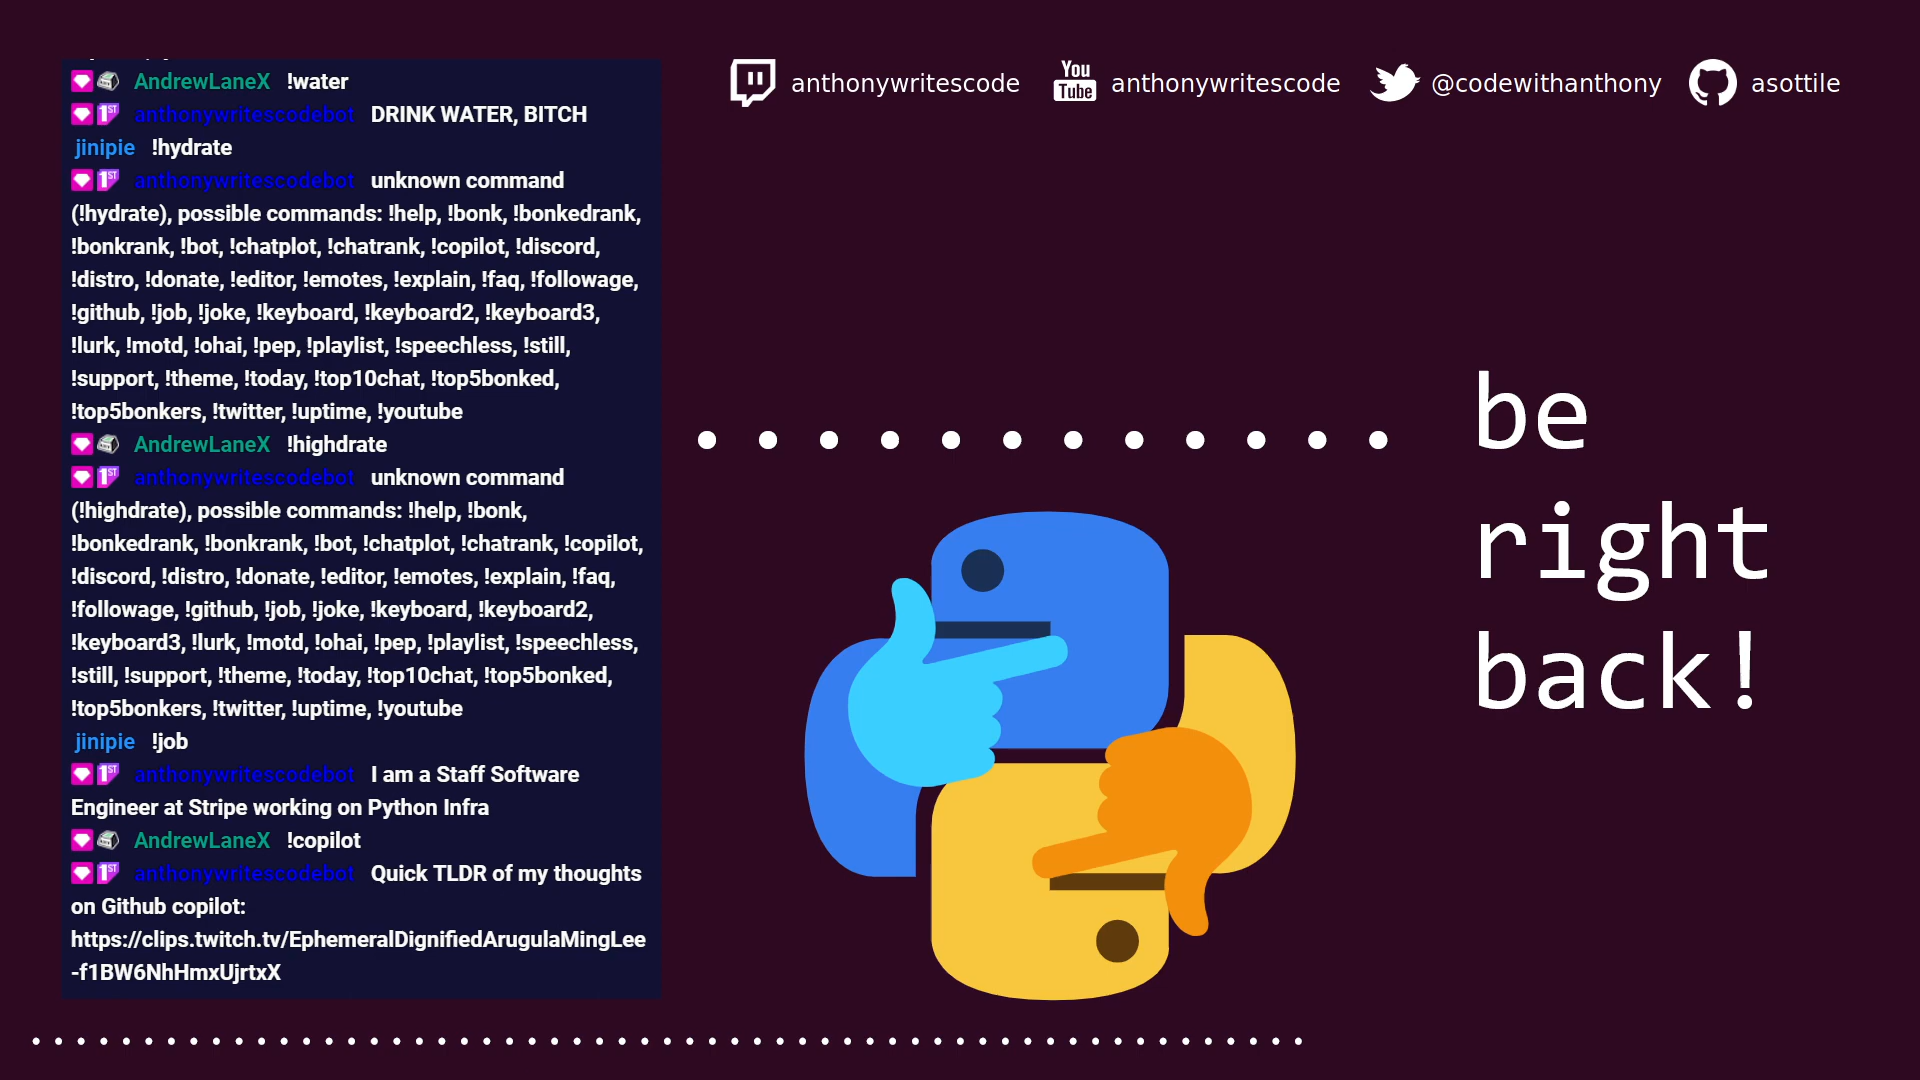 AndrewLaneX !water
anthonywritescodebot DRINK WATER, BITCH
jinipie !hydrate
anthonywritescodebot unknown command
(!hydrate), possible commands: !help, !bonk, !bonkedrank,
!bonkrank, !bot, !chatplot, !chatrank, !copilot, !discord,
!distro, !donate, !editor, !emotes, !explain, !faq, !followage,
!github, !job, !joke, !keyboard, !keyboard2, !keyboard3,
!lurk, !motd, !ohai, !pep, !playlist, !speechless, !still,
!support, !theme, !today, !top10chat, !top5bonked,
!top5bonkers, !twitter, !uptime, !youtube
AndrewLaneX !highdrate
anthonywritescodebot unknown command
(!highdrate), possible commands: !help, !bonk,
!bonkedrank, !bonkrank, !bot, !chatplot, !chatrank, !copilot,
!discord, !distro, !donate, !editor, !emotes, !explain, !faq,
!followage, !github, !job, !joke, !keyboard, !keyboard2,
!keyboard3, !lurk, !motd, !ohai, !pep, !playlist, !speechless,
!still, !support, !theme, !today, !top10chat, !top5bonked,
!top5bonkers, !twitter, !uptime, !youtube
jinipie !job
anthonywritescodebot I am a Staff Software
Engineer at Stripe working on Python Infra
AndrewLaneX !copilot
anthonywritescodebot Quick TLDR of my thoughts
on Github copilot:
https://clips.twitch.tv/EphemeralDignifiedArugulaMingLee
-f1BW6NhHmxUjrtxX
anthonywritescode
You
Tube
anthonywritescode
@codewithanthony
asottile
be
right
back!